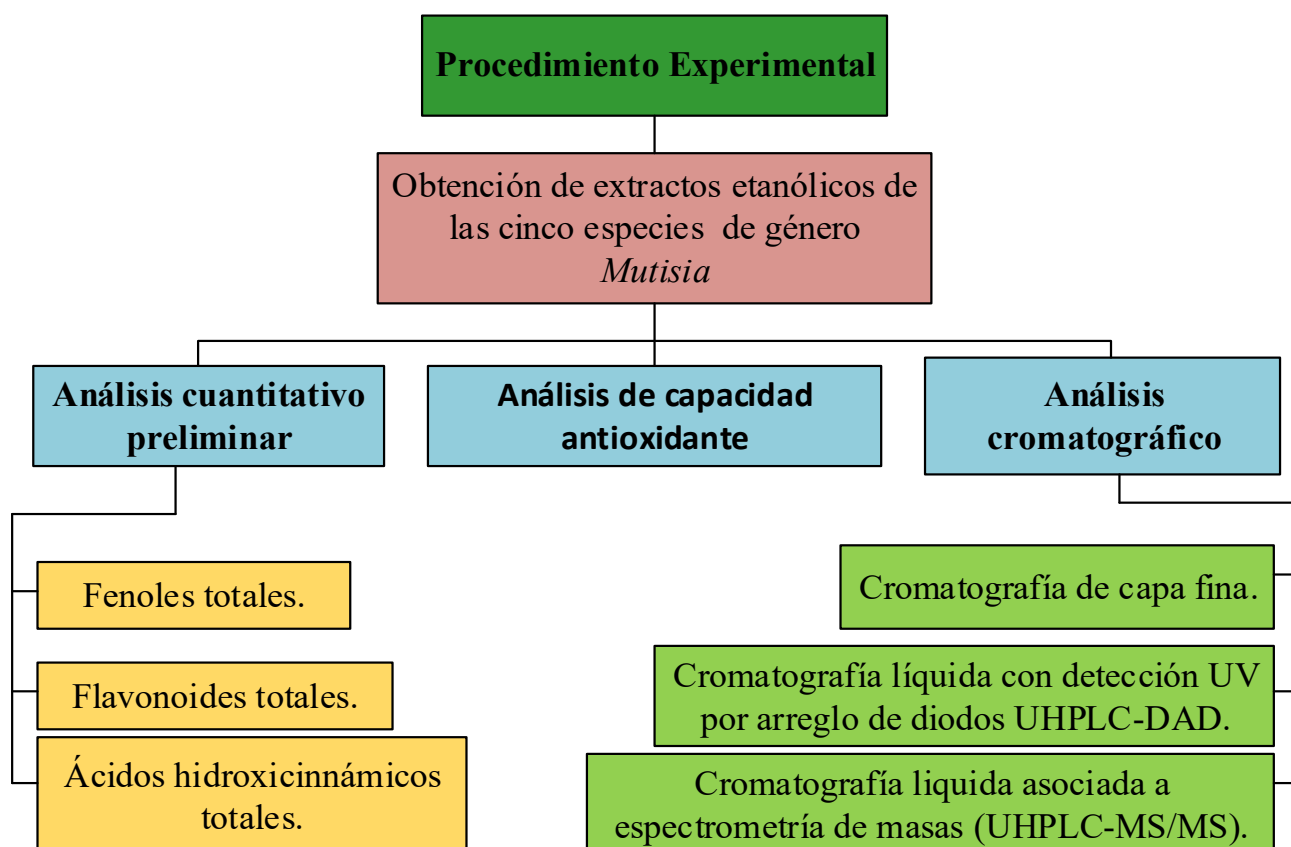 Procedimiento Experimental
Obtención de extractos etanólicos de
las cinco especies de género
Mutisia
Análisis cuantitativo
preliminar
Análisis de capacidad
antioxidante
Análisis
cromatográfico
Fenoles totales.
Flavonoides totales.
Ácidos hidroxicinnámicos
totales.
Cromatografía de capa fina.
Cromatografía líquida con detección UV
por arreglo de diodos UHPLC-DAD.
Cromatografía liquida asociada a
espectrometría de masas (UHPLC-MS/MS).